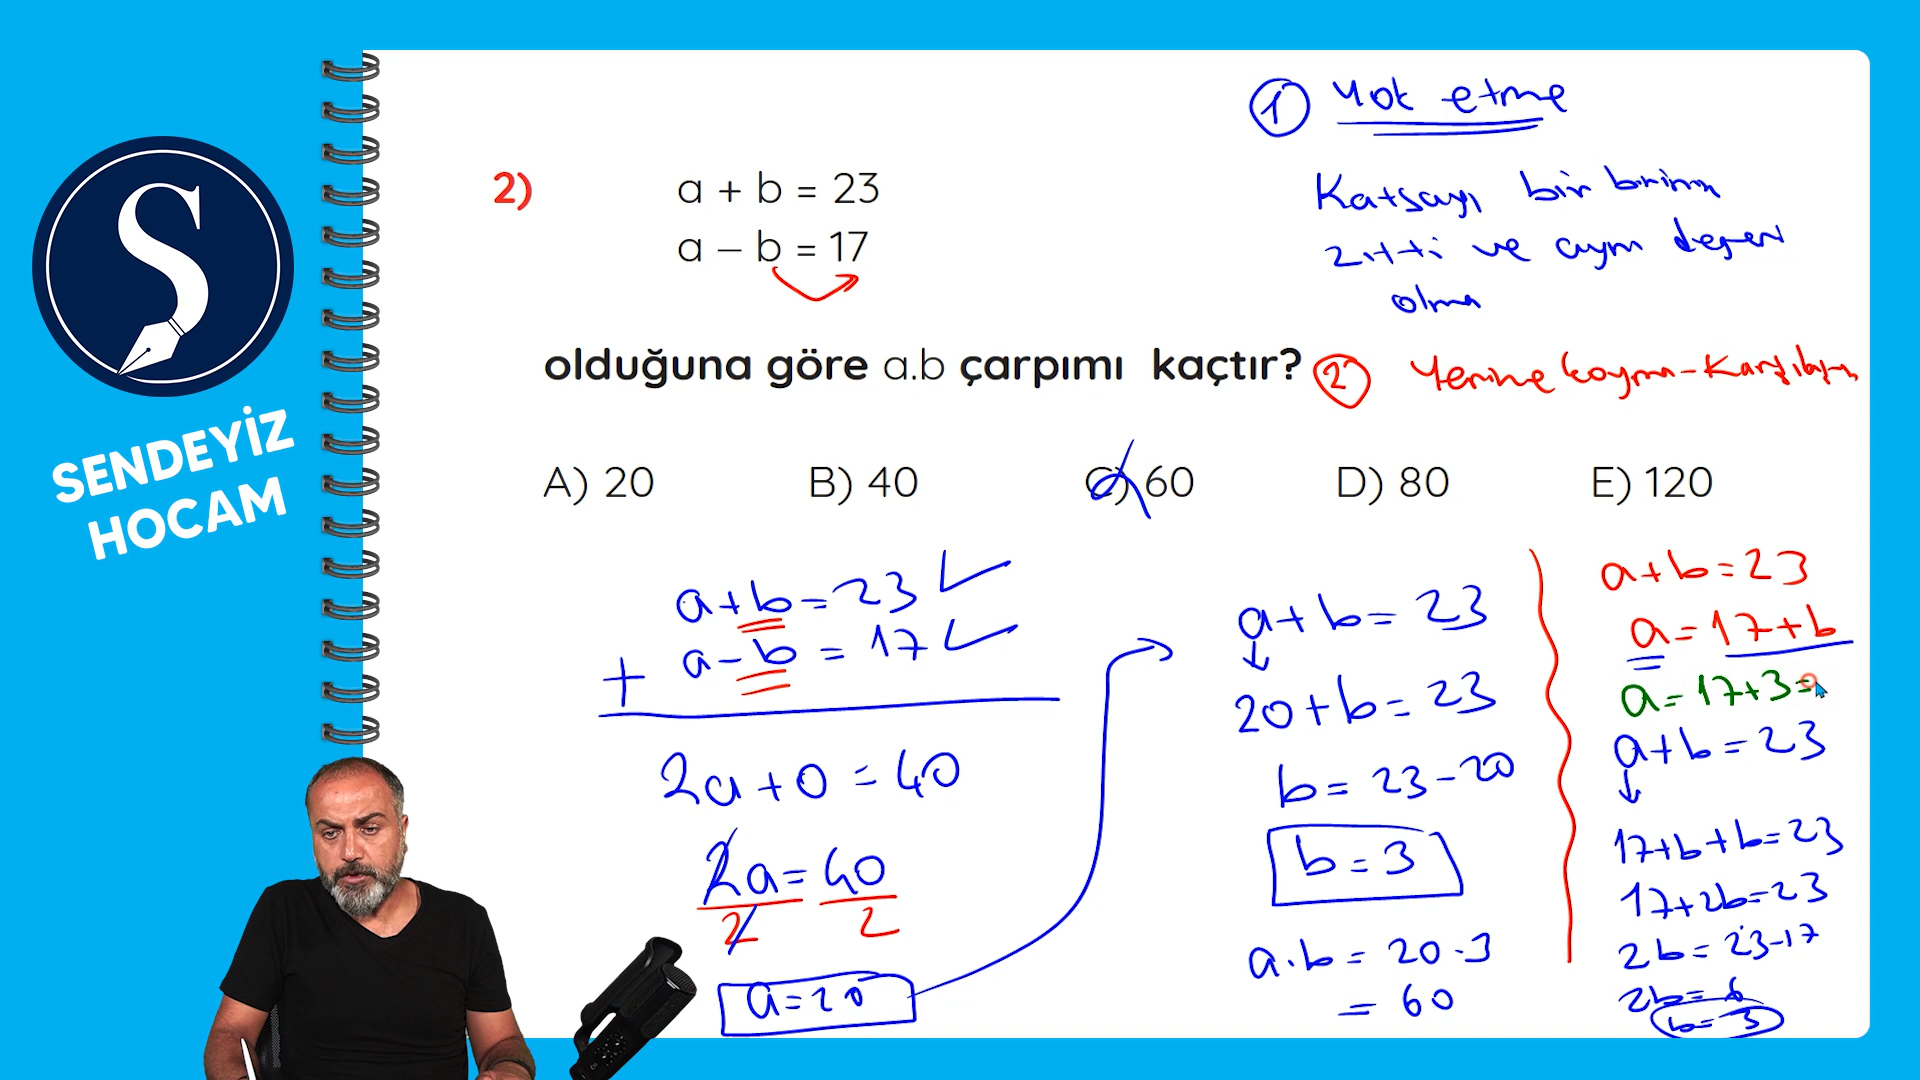 SENDEYİZ
HOCAM
2) a + b = 23
a – b = 17
olduğuna göre a.b çarpımı kaçtır?
A) 20 B) 40 C) 60 D) 80 E) 120
1 Yok etme
Katsayı bir birinin
zıttı ve aynı değeri
olma
2 Yerine koyma-Karşılaş
a+b=23
+ a-b=17
2a+0=40
2a=40
2 2
a=20
a+b=23
20+b=23
b=23-20
b=3
a.b=20.3
=60
a+b=23
a=17+b
a=17+3=
a+b=23
17+b+b=23
17+2b=23
2b=23-17
2b=6
b=3